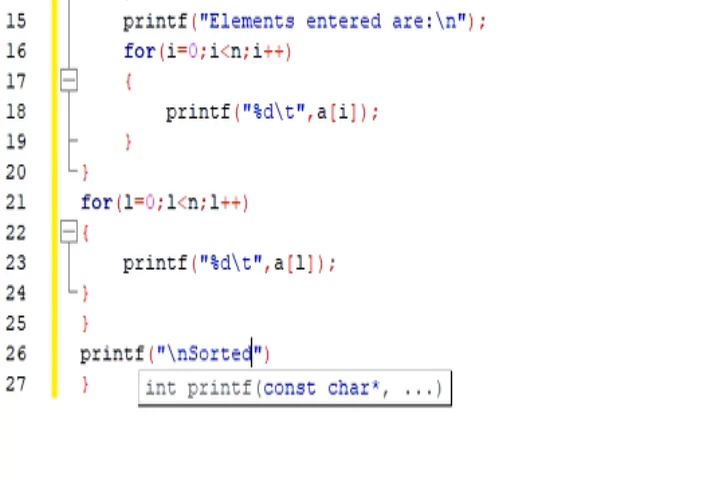 15 printf("Elements entered are:\n");
16 for(i=0;i<n;i++)
17 {
18 printf("%d\t",a[i]);
19 }
20 }
21 for(l=0;l<n;l++)
22 {
23 printf("%d\t",a[l]);
24 }
25 }
26 printf("\nSorted")
27 }
int printf(const char*, ...)